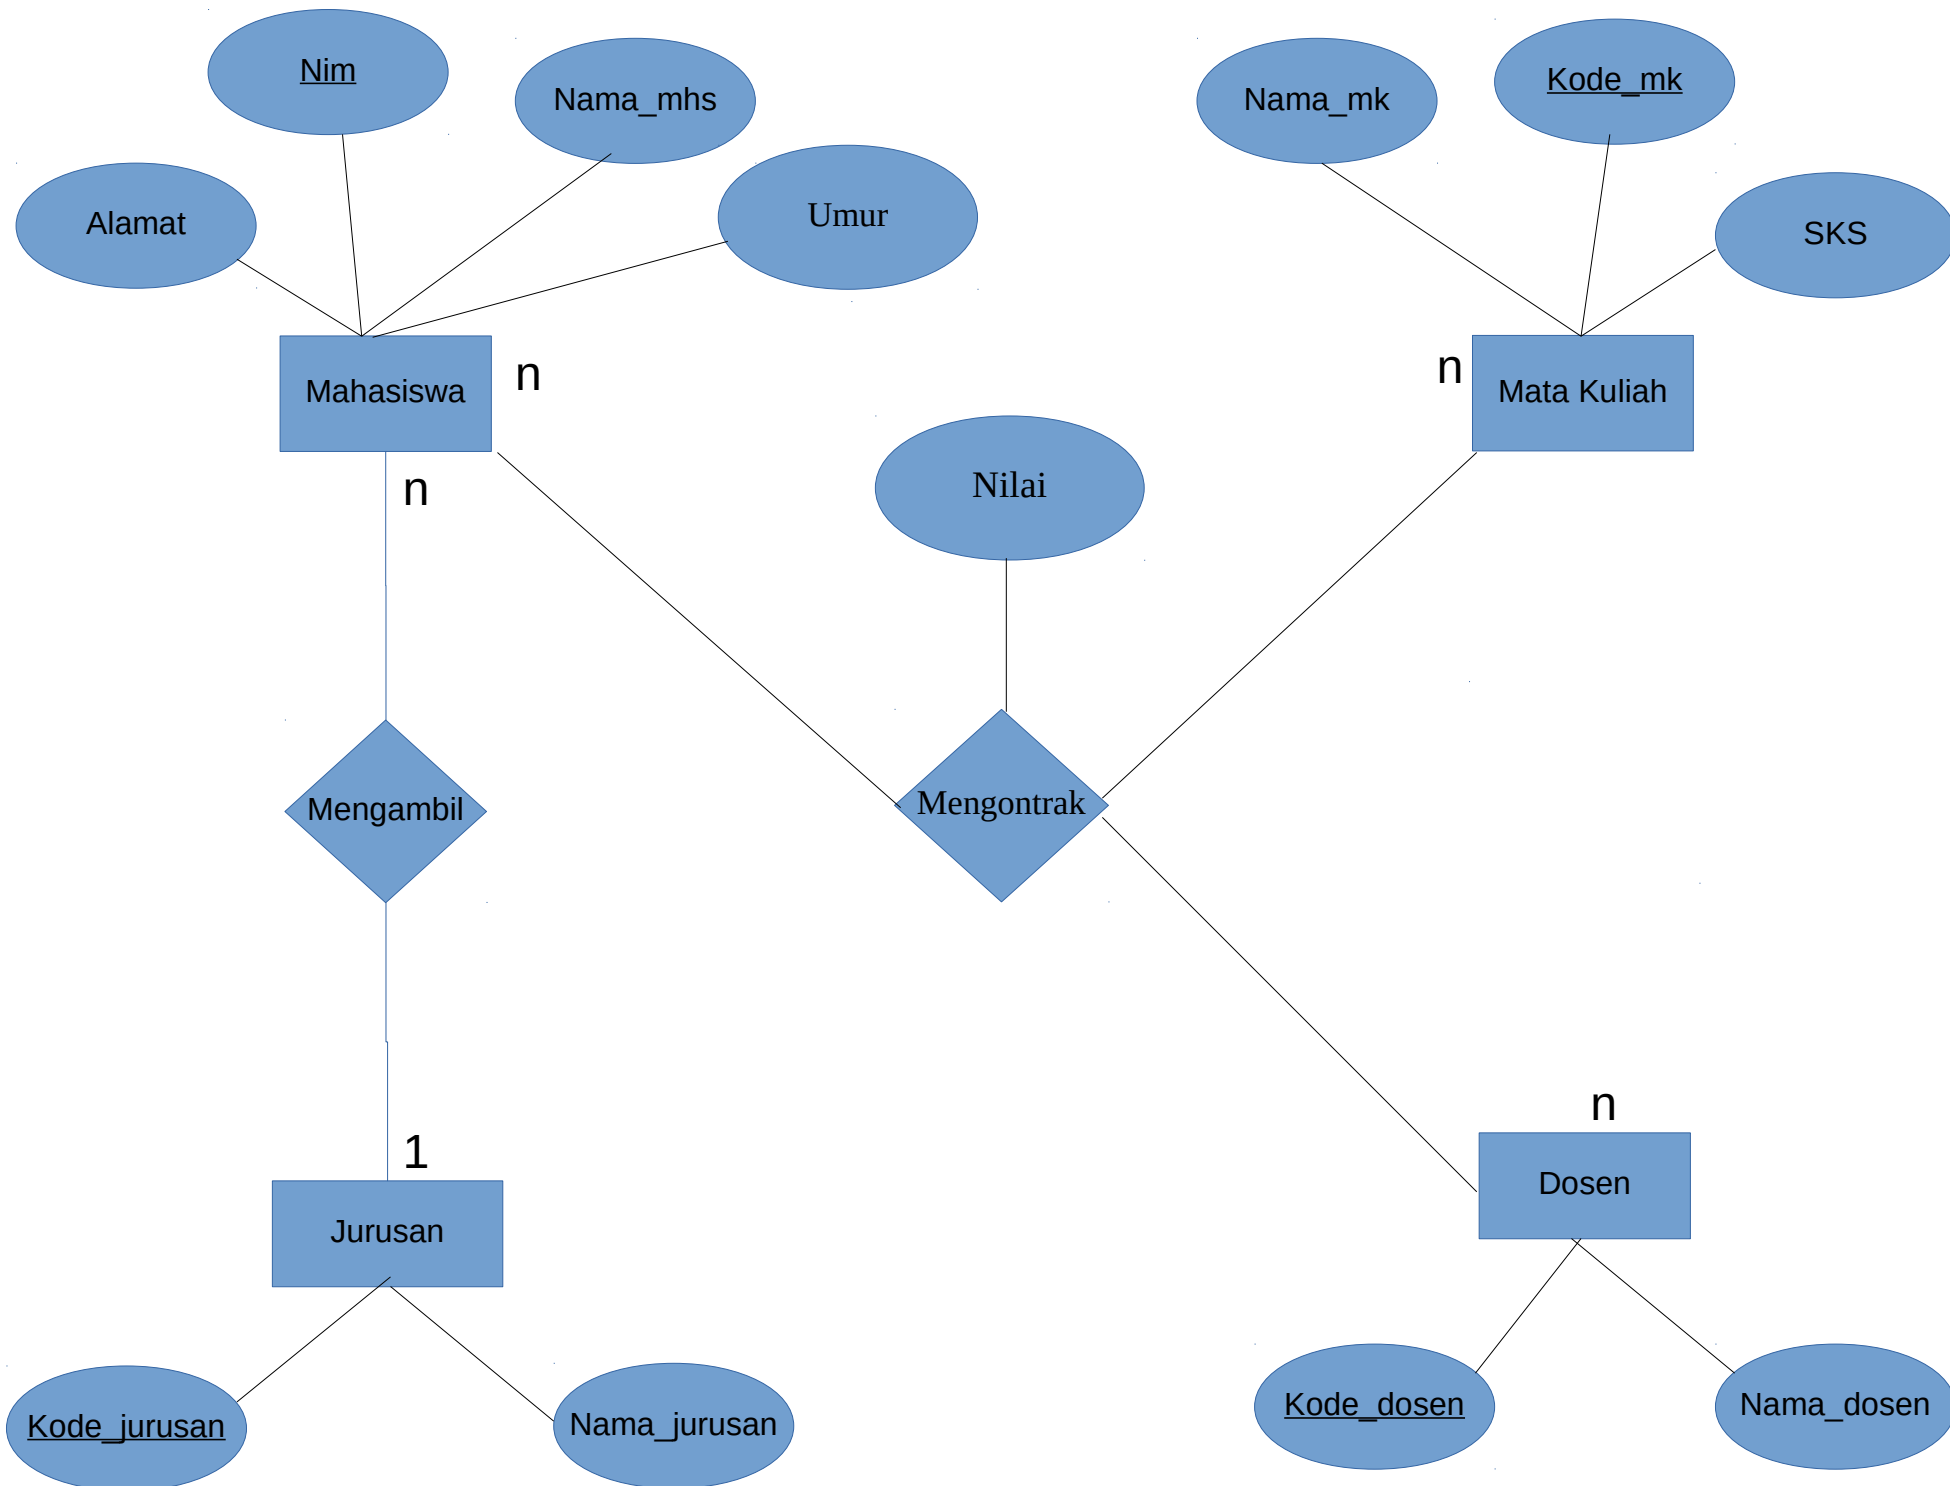 Nim
Nama_mhs
Nama_mk
Kode_mk
Alamat
Umur
SKS
Mahasiswa
n
n
Mata Kuliah
n
Nilai
Mengambil
Mengontrak
n
1
Dosen
Jurusan
Kode_jurusan
Nama_jurusan
Kode_dosen
Nama_dosen